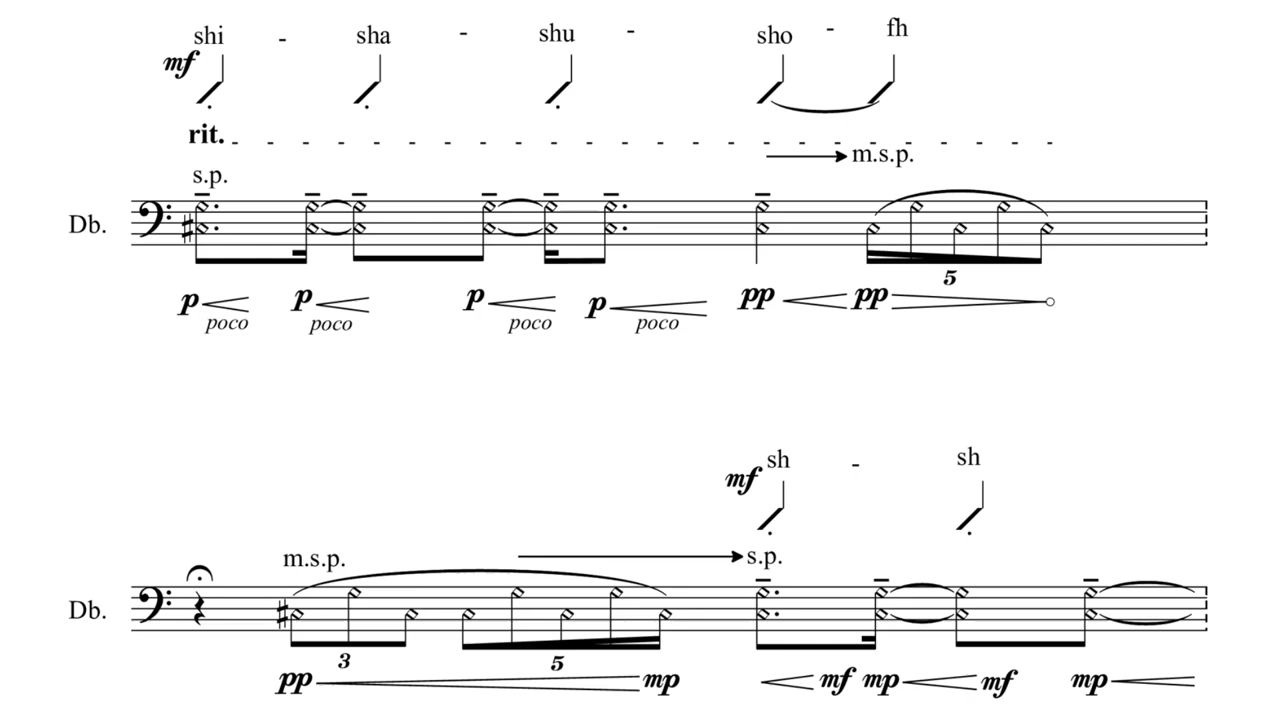 shi - sha - shu - sho - fh
mf
rit.
m.s.p.
s.p.
Db.
5
p p p p pp pp
poco poco poco poco
sh - sh
mf
m.s.p. s.p.
Db.
3 5
pp mp mf mp mf mp